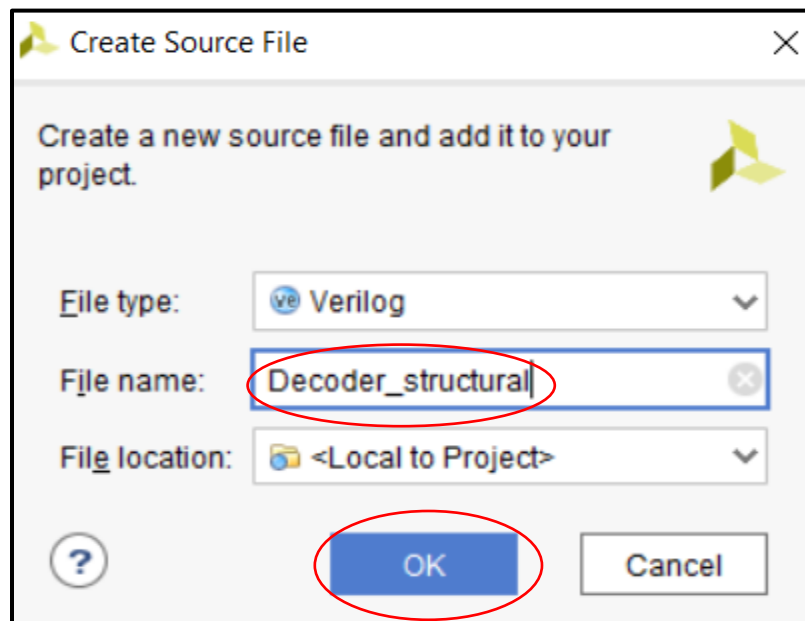 Create Source File
Create a new source file and add it to your
project.
File type: Verilog
File name: Decoder_structural
File location: <Local to Project>
? OK Cancel